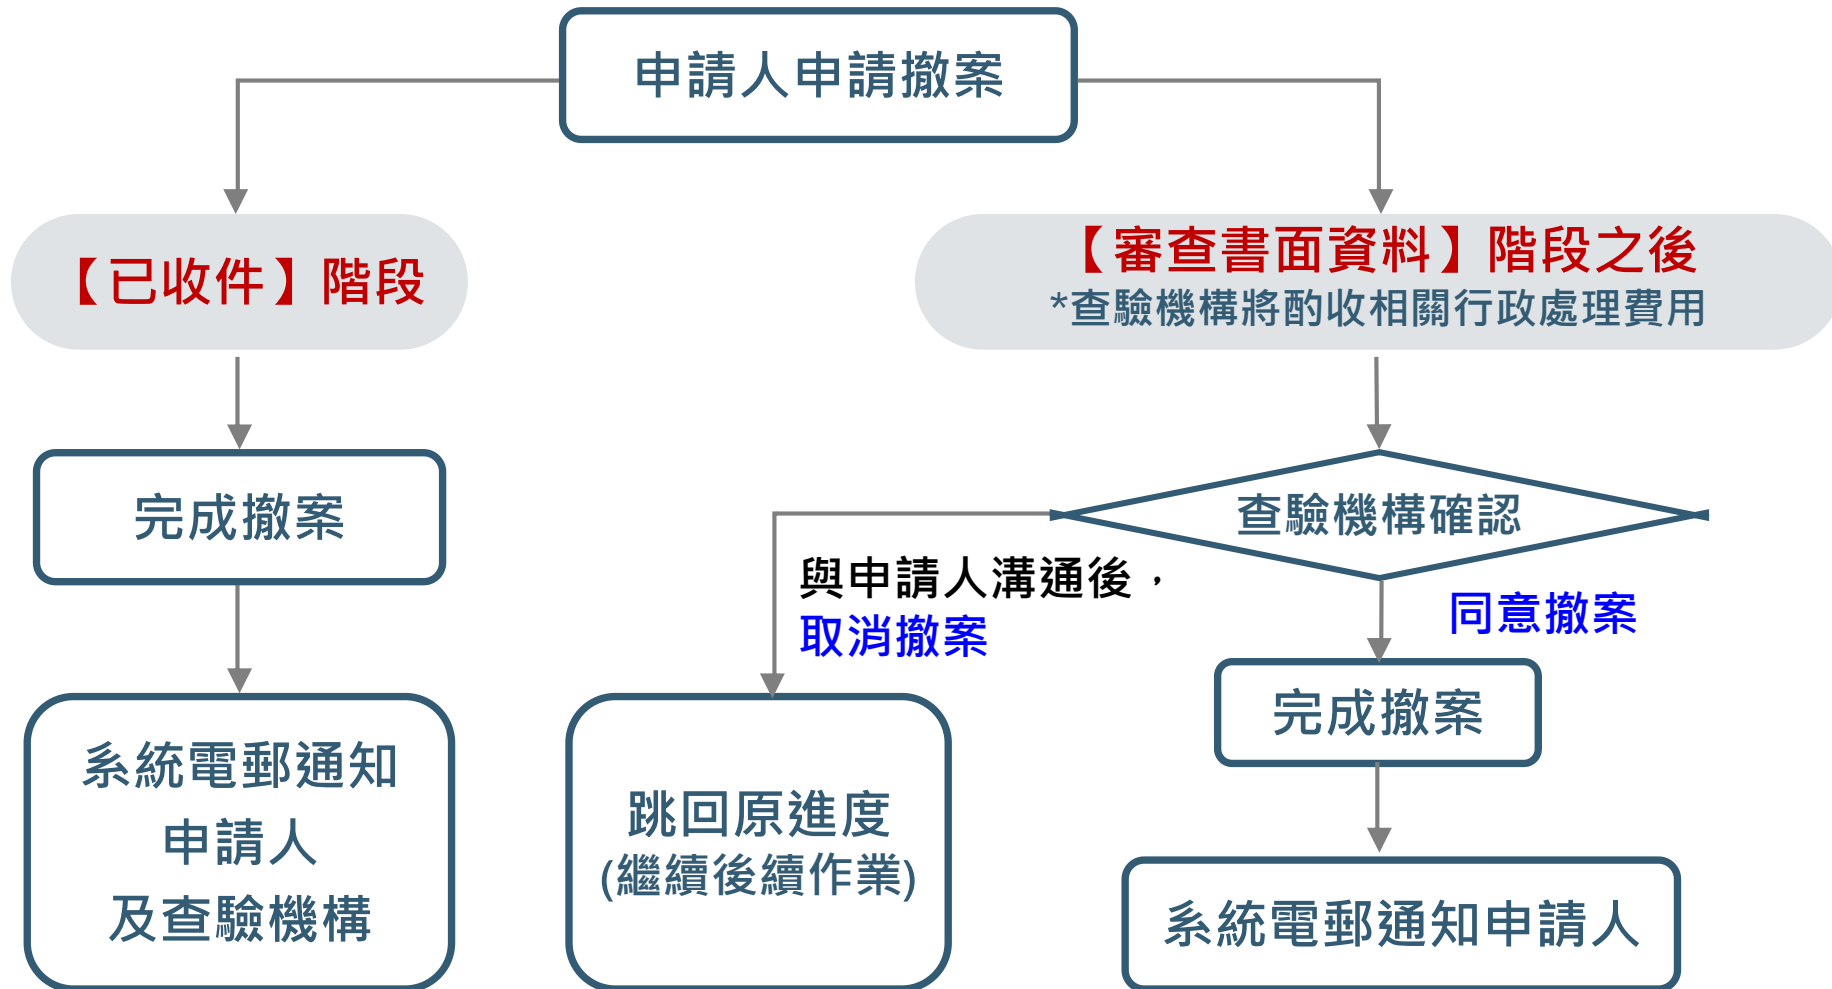 申請人申請撤案
【已收件】階段
【審查書面資料】階段之後
*查驗機構將酌收相關行政處理費用
完成撤案
查驗機構確認
與申請人溝通後，
取消撤案
同意撤案
完成撤案
系統電郵通知
申請人
及查驗機構
跳回原進度
(繼續後續作業)
系統電郵通知申請人